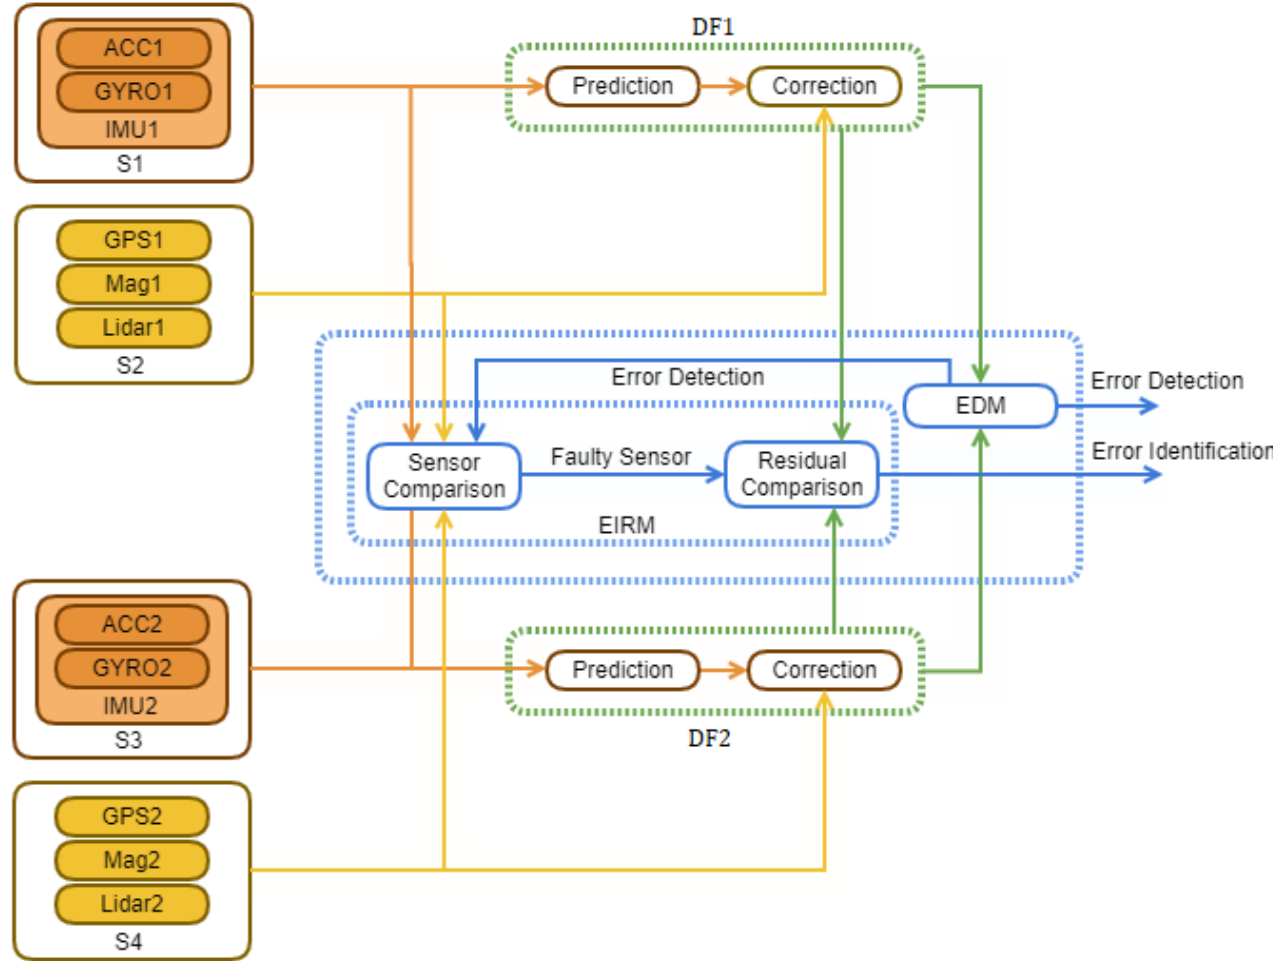 DF1
ACC1
GYRO1
IMU1
S1
Prediction
Correction
GPS1
Mag1
Lidar1
S2
Error Detection
EDM
Error Detection
Sensor
Comparison
Faulty Sensor
Residual
Comparison
Error Identification
EIRM
ACC2
GYRO2
IMU2
S3
Prediction
Correction
DF2
GPS2
Mag2
Lidar2
S4